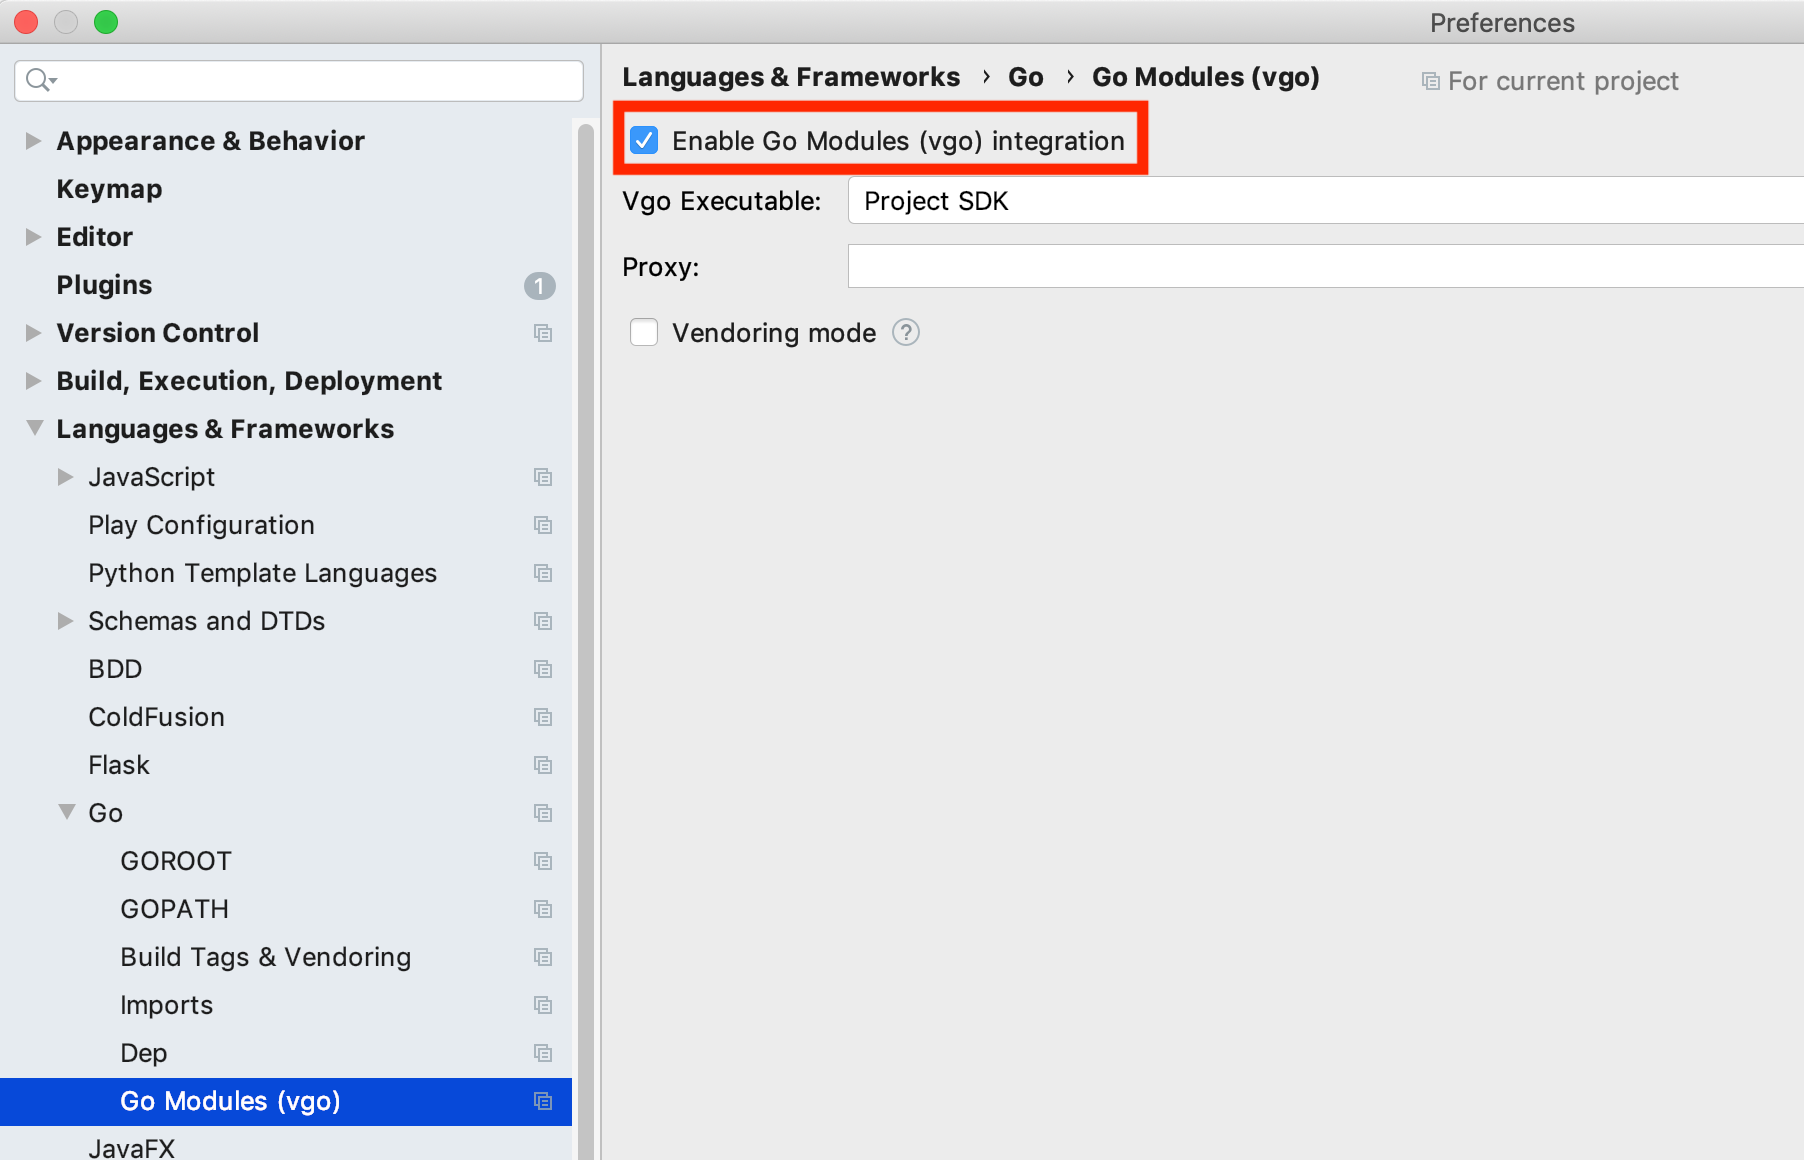 Preferences
Languages & Frameworks › Go › Go Modules (vgo) For current project
Enable Go Modules (vgo) integration
Vgo Executable: Project SDK
Proxy:
Vendoring mode ?
Appearance & Behavior
Keymap
Editor
Plugins 1
Version Control
Build, Execution, Deployment
Languages & Frameworks
JavaScript
Play Configuration
Python Template Languages
Schemas and DTDs
BDD
ColdFusion
Flask
Go
GOROOT
GOPATH
Build Tags & Vendoring
Imports
Dep
Go Modules (vgo)
JavaFX